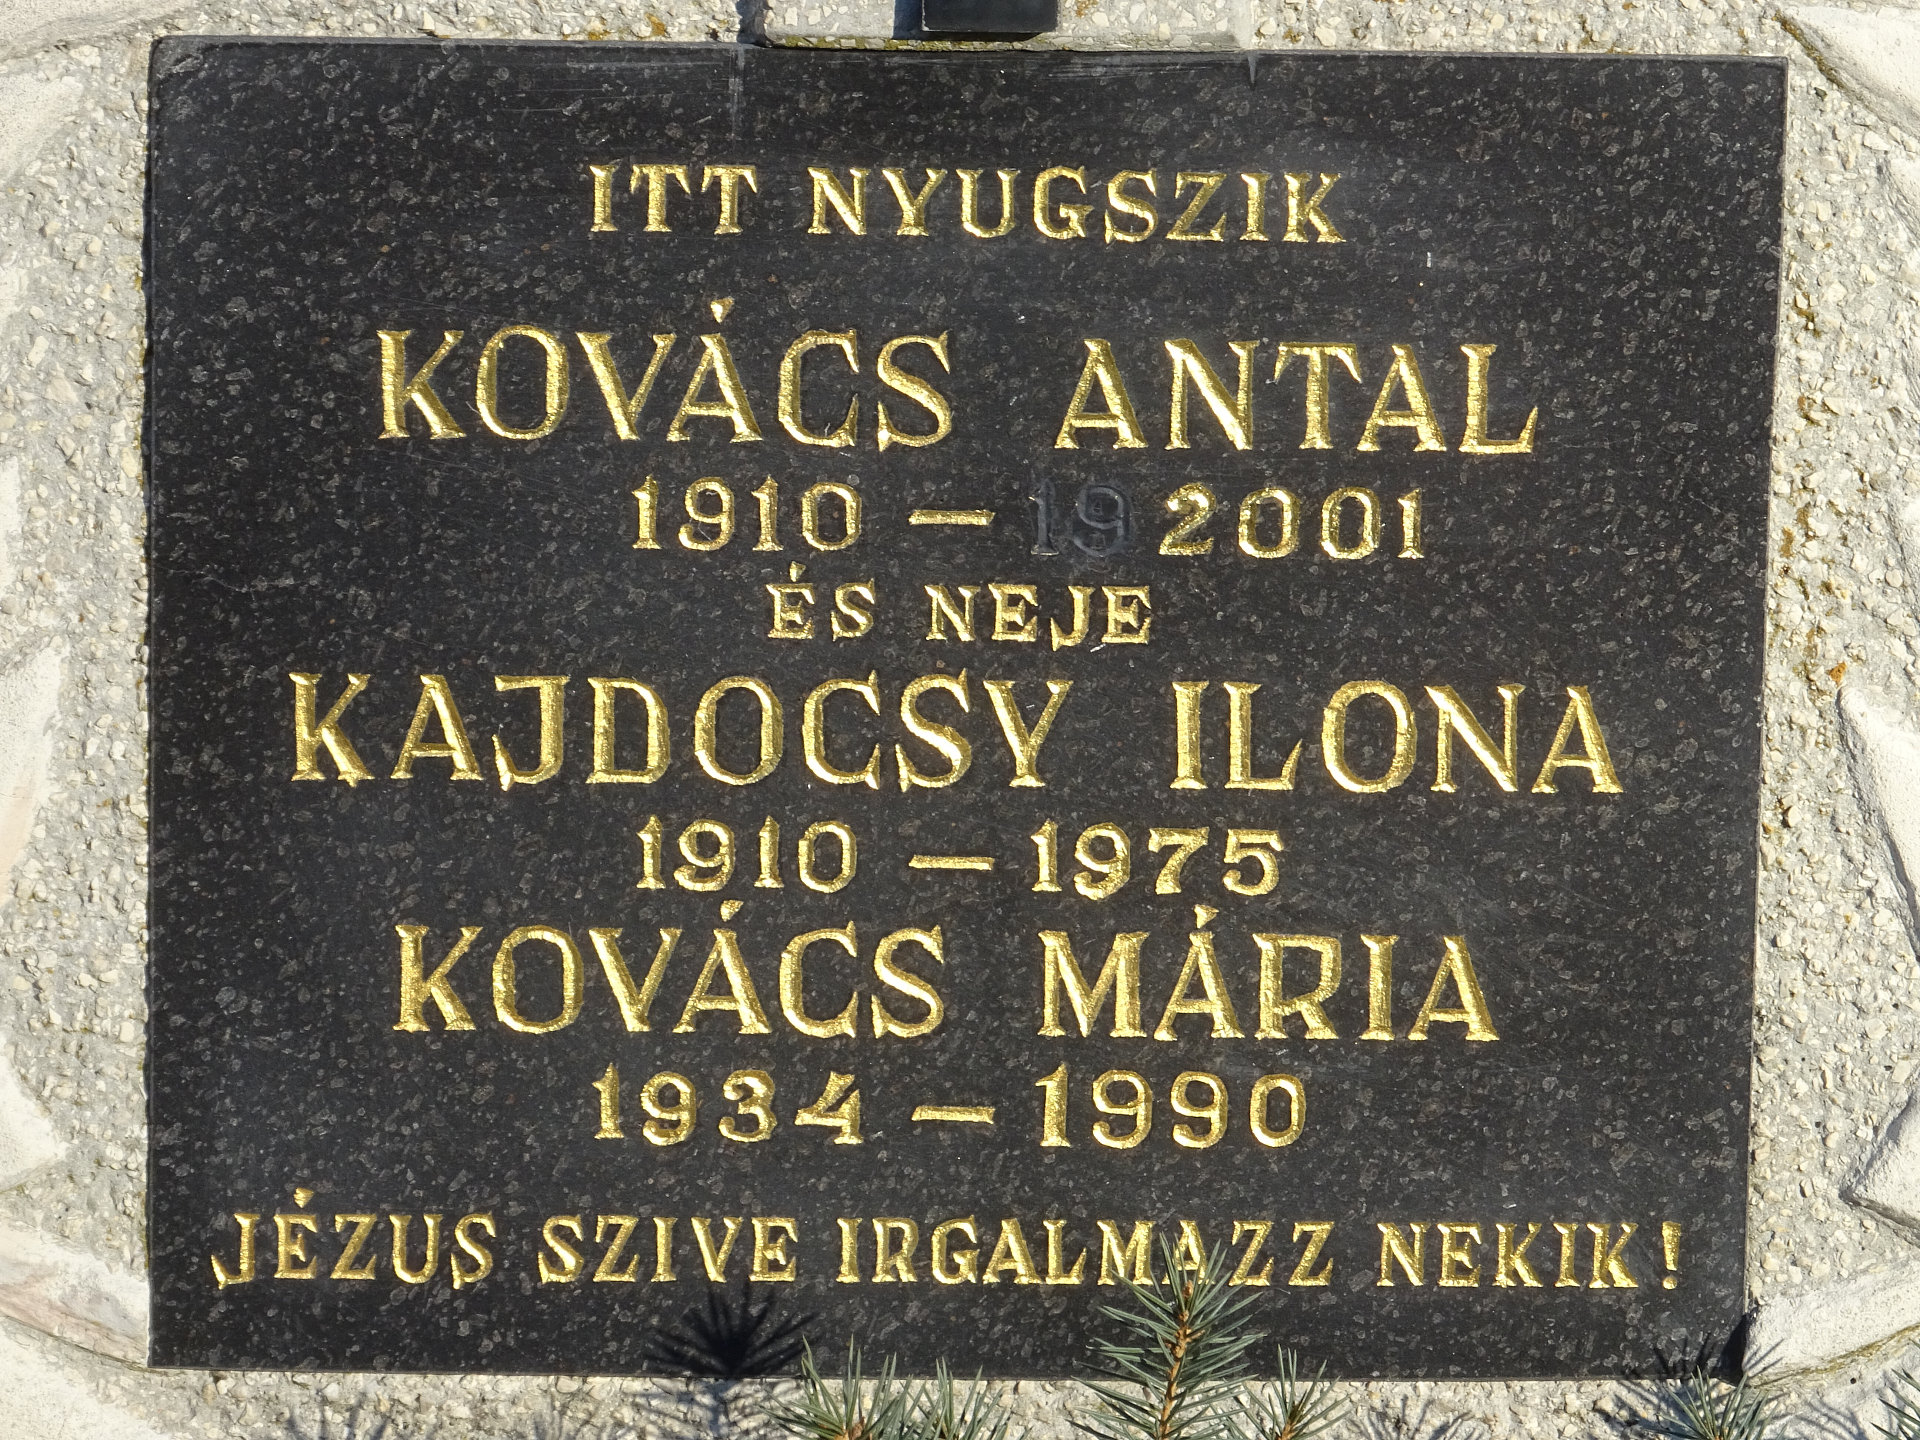 ITT NYUGSZIK
KOVÁCS ANTAL
1910 — 19 2001
ÉS NEJE
KAJDOCSY ILONA
1910 — 1975
KOVÁCS MÁRIA
1934 — 1990
JÉZUS SZIVE IRGALMAZZ NEKIK!